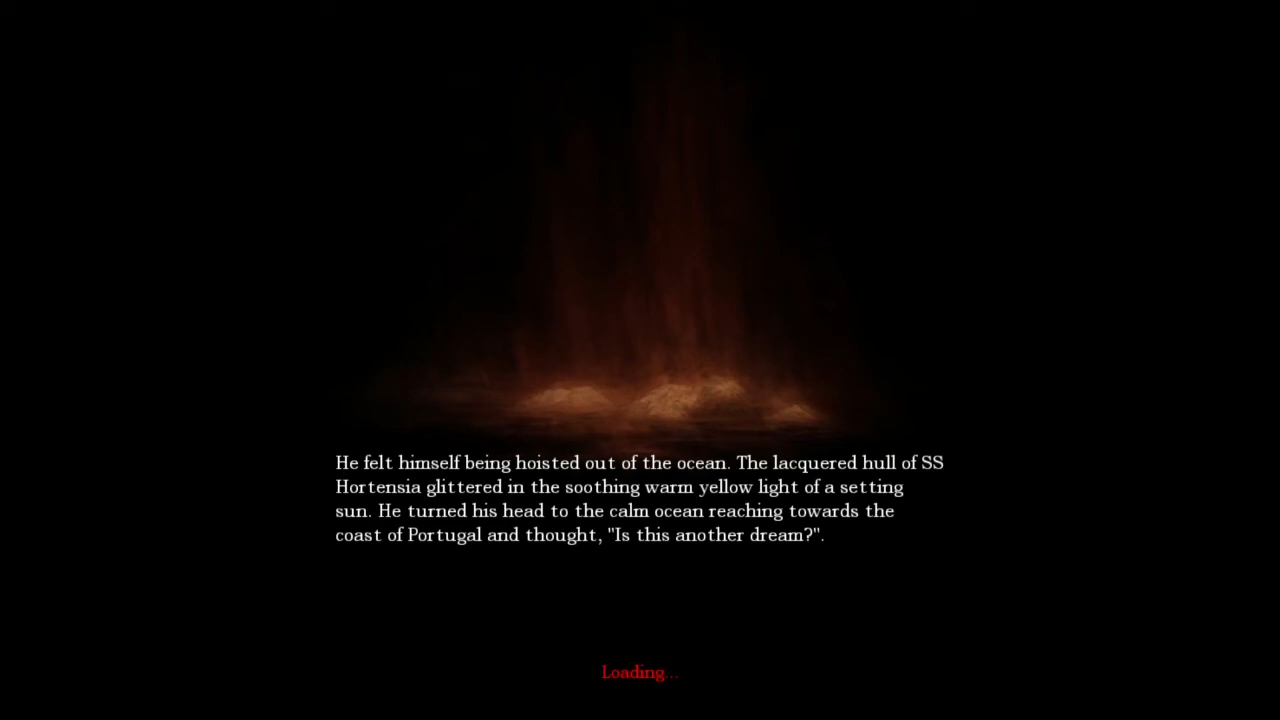 He felt himself being hoisted out of the ocean. The lacquered hull of SS
Hortensia glittered in the soothing warm yellow light of a setting
sun. He turned his head to the calm ocean reaching towards the
coast of Portugal and thought, "Is this another dream?".
Loading...